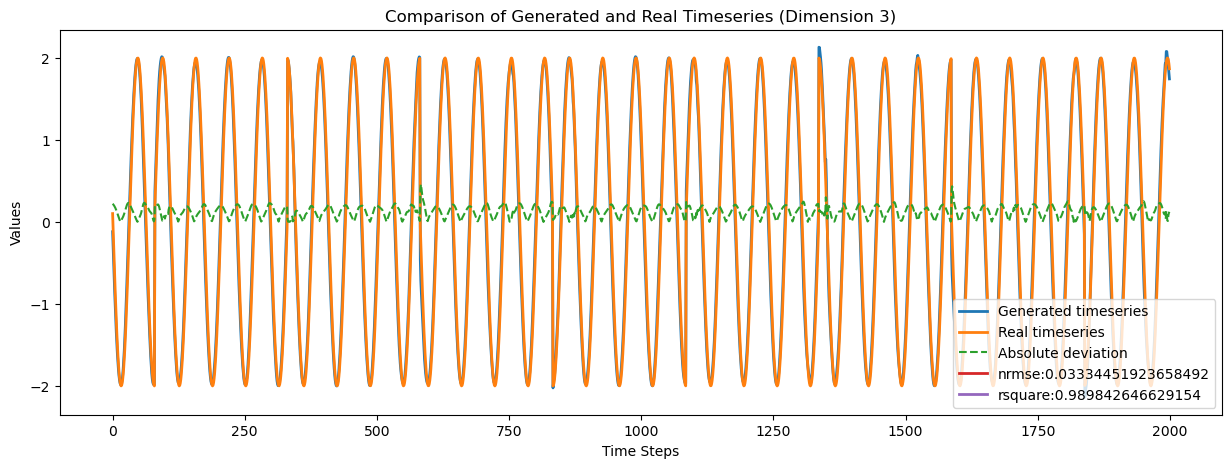 Comparison of Generated and Real Timeseries (Dimension 3)
Values
2
1
0
−1
−2
Generated timeseries
Real timeseries
Absolute deviation
nrmse:0.03334451923658492
rsquare:0.989842646629154
0 250 500 750 1000 1250 1500 1750 2000
Time Steps